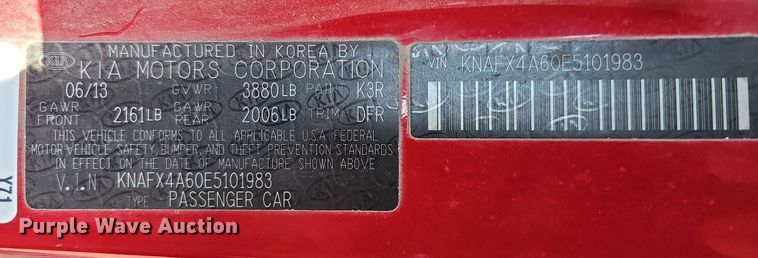 MANUFACTURED IN KOREA BY
KIA MOTORS CORPORATION
06/13 GVWR 3880LB PAINT K3R
GAWR FRONT 2161LB GAWR REAR 2006LB TRIM DFR
THIS VEHICLE CONFORMS TO ALL APPLICABLE U.S.A FEDERAL
MOTOR VEHICLE SAFETY, BUMPER, AND THEFT PREVENTION STANDARDS
IN EFFECT ON THE DATE OF MANUFACTURE SHOWN ABOVE
V.I.N KNAFX4A60E5101983
TYPE PASSENGER CAR
VIN KNAFX4A60E5101983
Y71
Purple Wave Auction